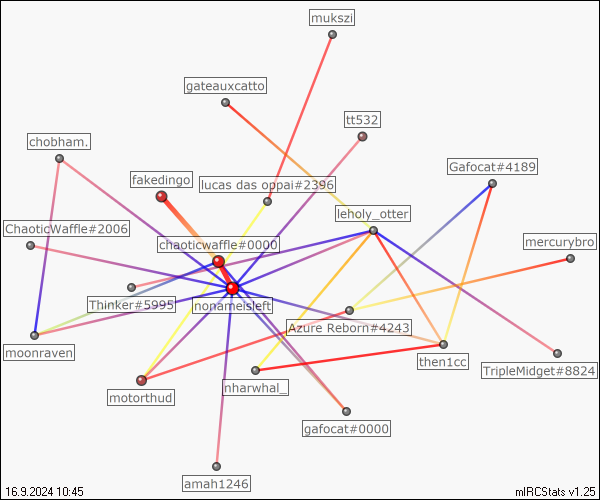 mukszi
gateauxcatto
tt532
chobham.
Gafocat#4189
fakedingo
lucas das oppai#2396
leholy_otter
ChaoticWaffle#2006
chaoticwaffle#0000
mercurybro
Thinker#5995
nonameisleft
Azure Reborn#4243
moonraven
then1cc
TripleMidget#8824
motorthud
nharwhal_
gafocat#0000
amah1246
16.9.2024 10:45
mIRCStats v1.25